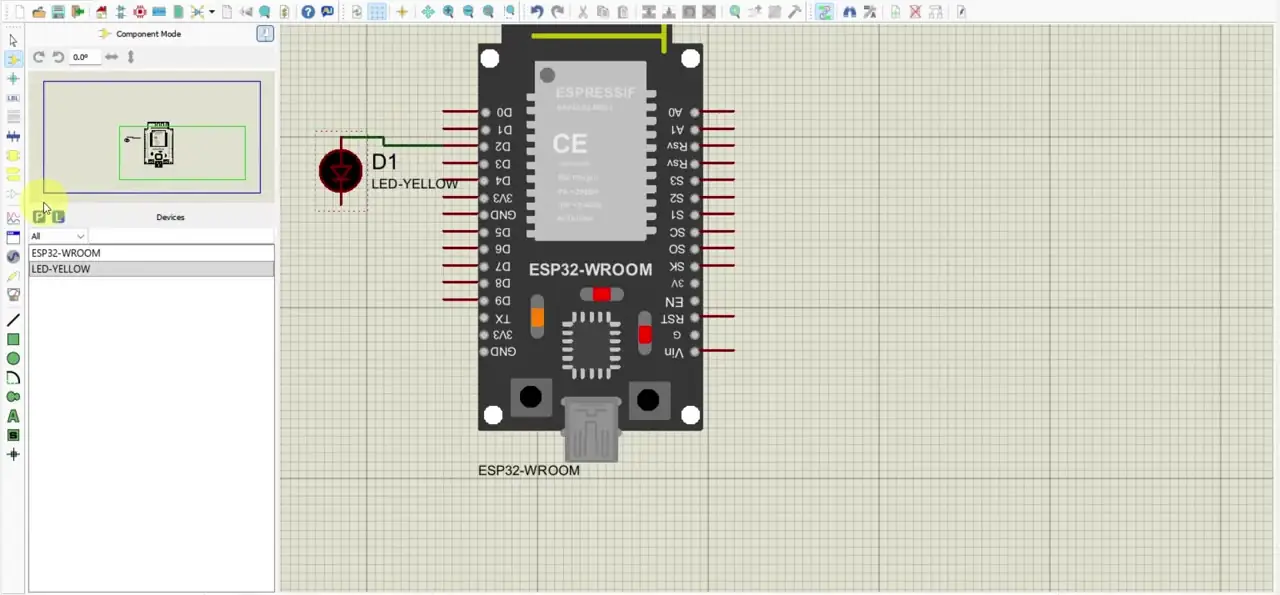 Component Mode
0.0°
LBL
P
L
Devices
All
ESP32-WROOM
LED-YELLOW
A
S
D1
LED-YELLOW
ESPRESSIF
CE
D0
D1
D2
D3
D4
3V3
GND
D5
D6
D7
D8
D9
TX
3V3
GND
A0
A1
Rsv
Rsv
S3
S2
S1
SC
SO
SK
3V
EN
RST
G
Vin
ESP32-WROOM
ESP32-WROOM